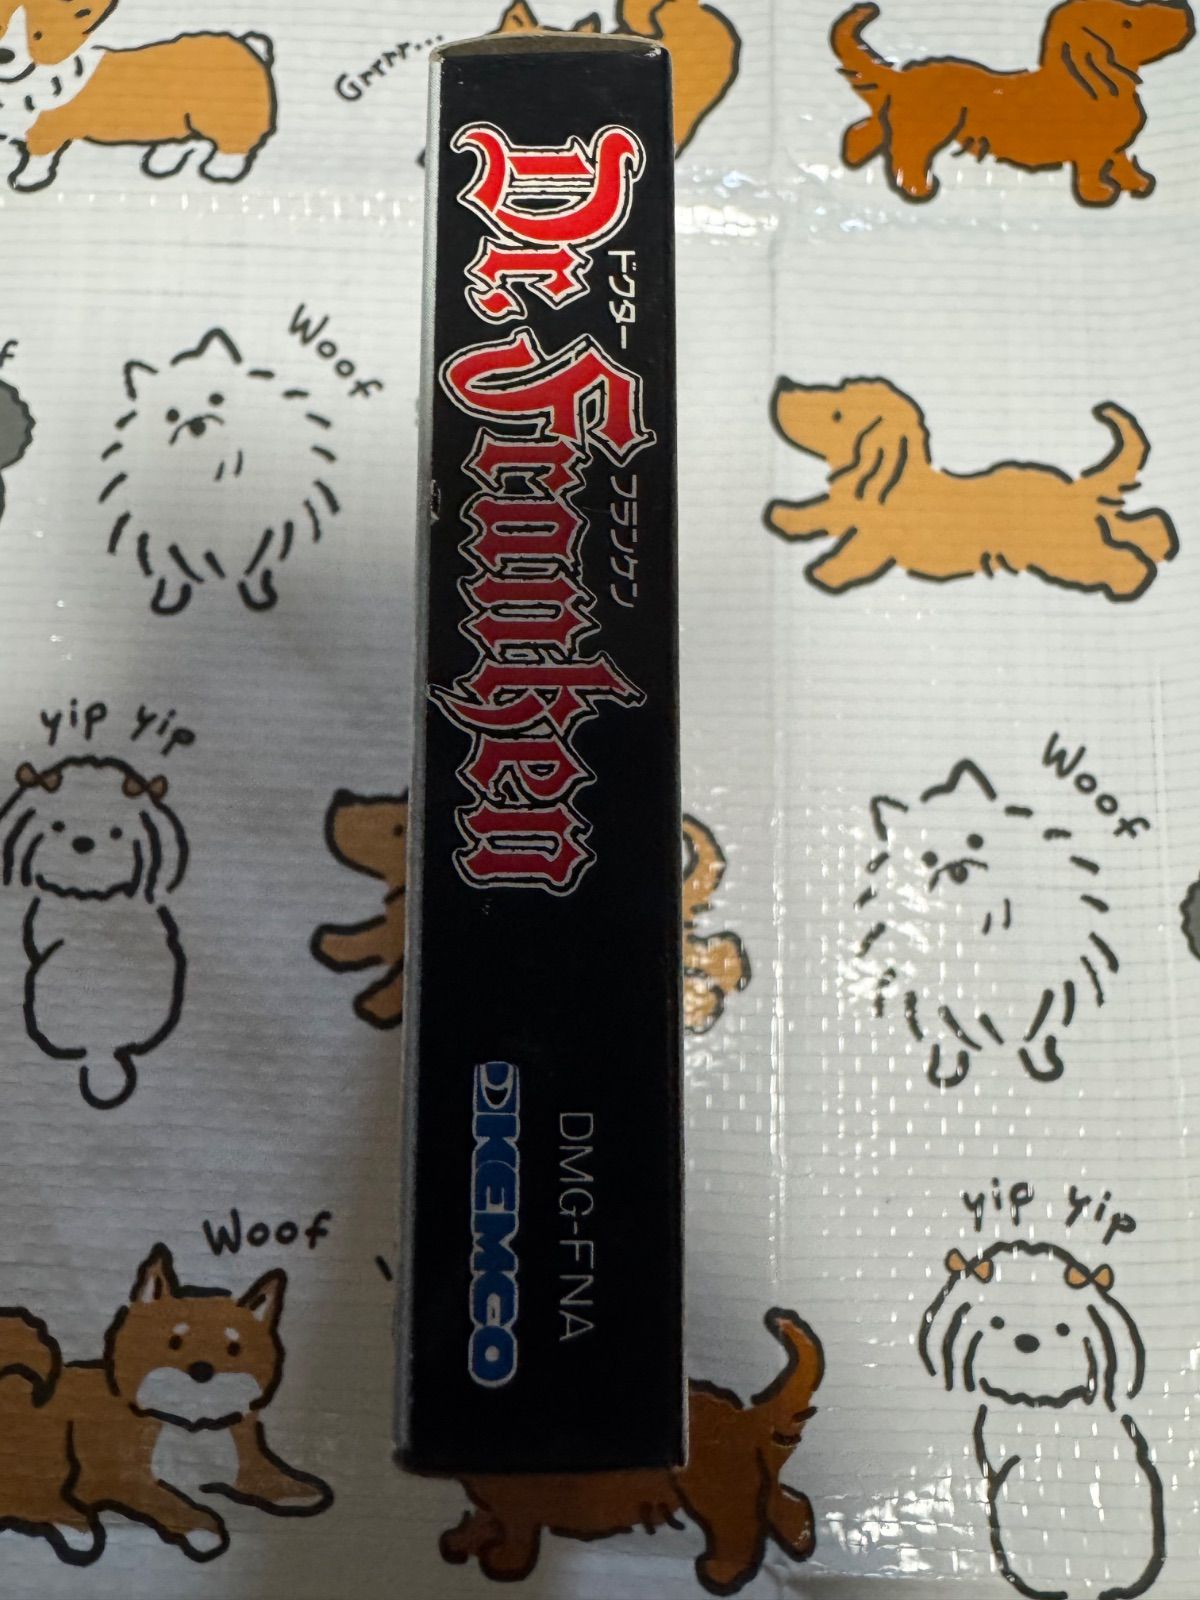 Grrrr...
ドクター フランケン
Dr. Franken
DMG-FNA
KEMCO
Woof
yip yip
Woof
Woof
yip yip